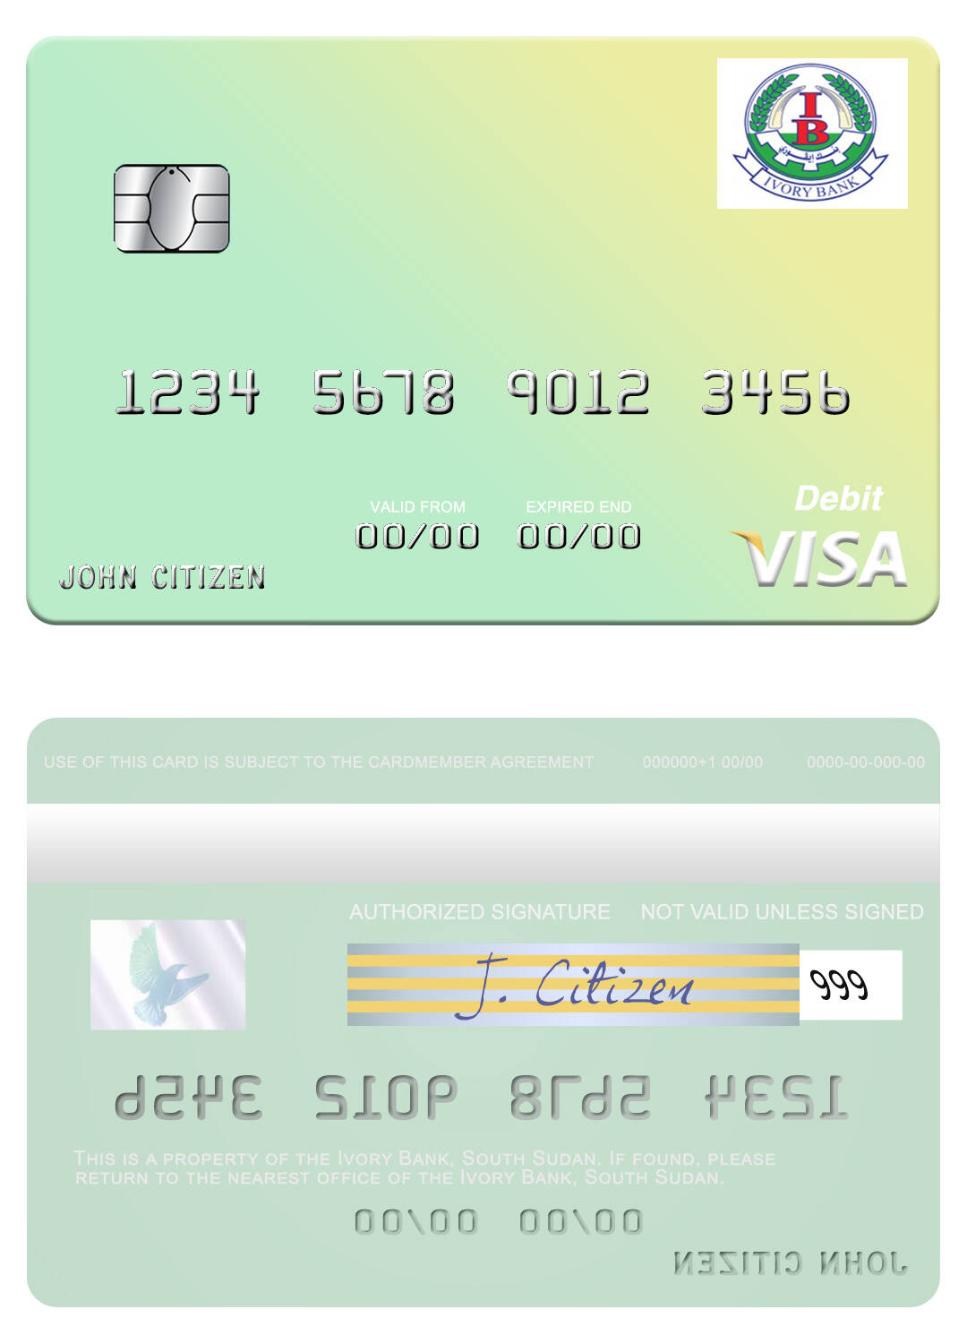 I
B
بنك ايفوري
IVORY BANK
1234 5678 9012 3456
Debit
VALID FROM EXPIRED END
00/00 00/00
VISA
JOHN CITIZEN
USE OF THIS CARD IS SUBJECT TO THE CARDMEMBER AGREEMENT 000000+1 00/00 0000-00-000-00
AUTHORIZED SIGNATURE NOT VALID UNLESS SIGNED
J. Citizen 999
1234 5678 9012 3456
THIS IS A PROPERTY OF THE IVORY BANK, SOUTH SUDAN. IF FOUND, PLEASE
RETURN TO THE NEAREST OFFICE OF THE IVORY BANK, SOUTH SUDAN.
00/00 00/00
JOHN CITIZEN